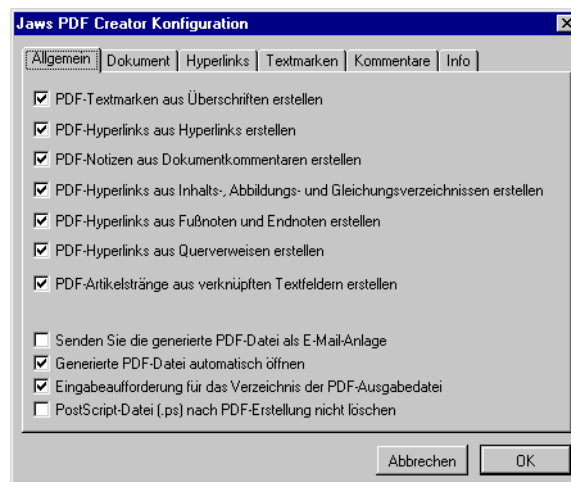 Jaws PDF Creator Konfiguration
Allgemein Dokument Hyperlinks Textmarken Kommentare Info
PDF-Textmarken aus Überschriften erstellen
PDF-Hyperlinks aus Hyperlinks erstellen
PDF-Notizen aus Dokumentkommentaren erstellen
PDF-Hyperlinks aus Inhalts-, Abbildungs- und Gleichungsverzeichnissen erstellen
PDF-Hyperlinks aus Fußnoten und Endnoten erstellen
PDF-Hyperlinks aus Querverweisen erstellen
PDF-Artikelstränge aus verknüpften Textfeldern erstellen
Senden Sie die generierte PDF-Datei als E-Mail-Anlage
Generierte PDF-Datei automatisch öffnen
Eingabeaufforderung für das Verzeichnis der PDF-Ausgabedatei
PostScript-Datei (.ps) nach PDF-Erstellung nicht löschen
Abbrechen OK